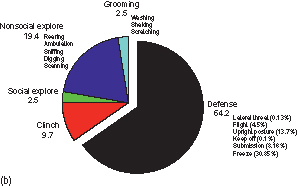 Grooming
2.5
Washing
Shaking
Scratching
Nonsocial explore
19.4
Rearing
Ambulation
Sniffing
Digging
Scanning
Social explore
2.5
Clinch
9.7
Defense
64.2
Lateral threat (0.13%)
Flight (4.5%)
Upright posture (13.7%)
Keep off (0.1%)
Submission (8.16%)
Freeze (30.85%)
(b)